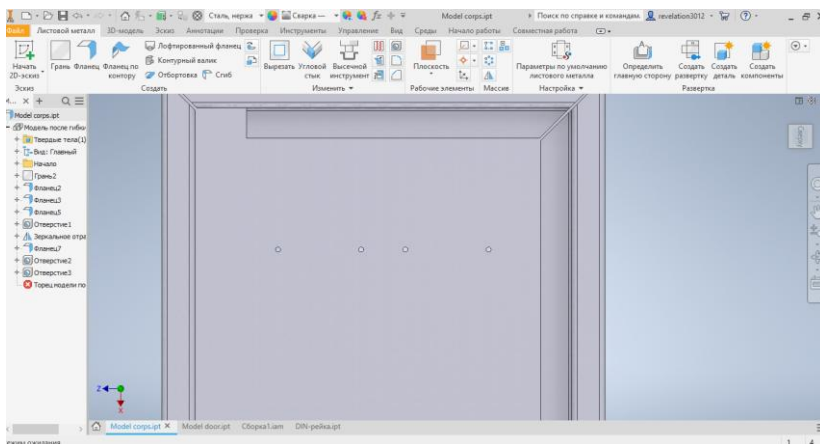 Сталь, нержа
Сварка —
Model corps.ipt
Поиск по справке и командам.
revelation3012
Файл Листовой металл 3D-модель Эскиз Аннотации Проверка Инструменты Управление Вид Среды Начало работы Совместная работа
Начать 2D-эскиз
Грань
Фланец
Фланец по контору
Лофтированный фланец
Контурный валик
Отбортовка
Сгиб
Вырезать
Угловой стык
Высечной инструмент
Плоскость
Параметры по умолчанию листового металла
Определить главную сторону
Создать развертку
Создать деталь
Создать компоненты
Эскиз
Создать
Изменить
Рабочие элементы
Массив
Настройка
Развертка
Model corps.ipt
Модель после гибки
Твердые тела(1)
Вид: Главный
Начало
Грань2
Фланец2
Фланец3
Фланец5
Отверстие1
Зеркальное отра
Фланец7
Отверстие2
Отверстие3
Торец модели по
Сверху
Z
X
Model corps.ipt
Model door.ipt
Сборка1.iam
DIN-рейка.ipt
1 4